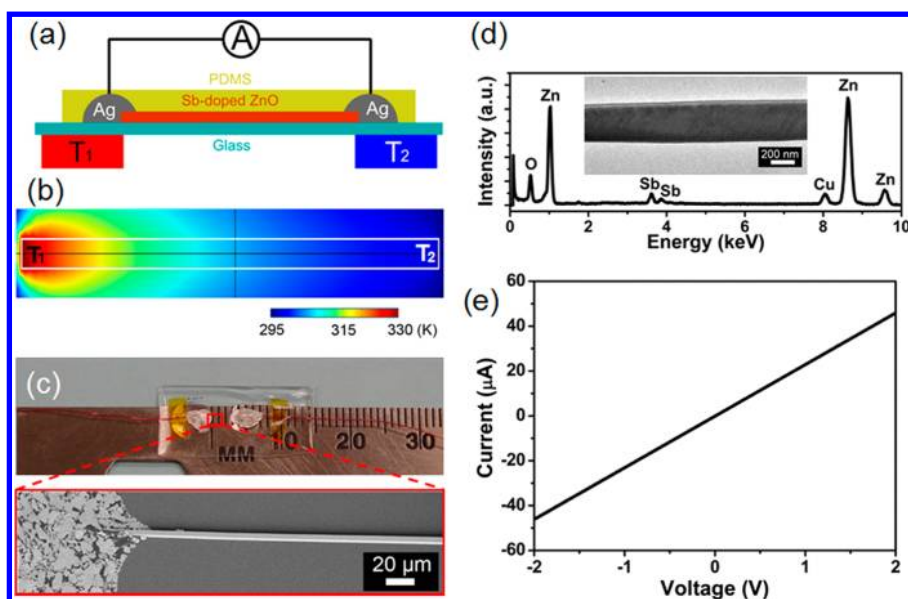 (a)
A
PDMS
Sb-doped ZnO
Ag
Ag
Glass
T₁
T₂
(b)
T₁
T₂
295 315 330 (K)
(c)
MM
10 20 30
20 µm
(d)
Intensity (a.u.)
O
Zn
Sb
Sb
Cu
Zn
Zn
200 nm
0 2 4 6 8 10
Energy (keV)
(e)
Current (µA)
60
40
20
0
-20
-40
-60
-2 -1 0 1 2
Voltage (V)